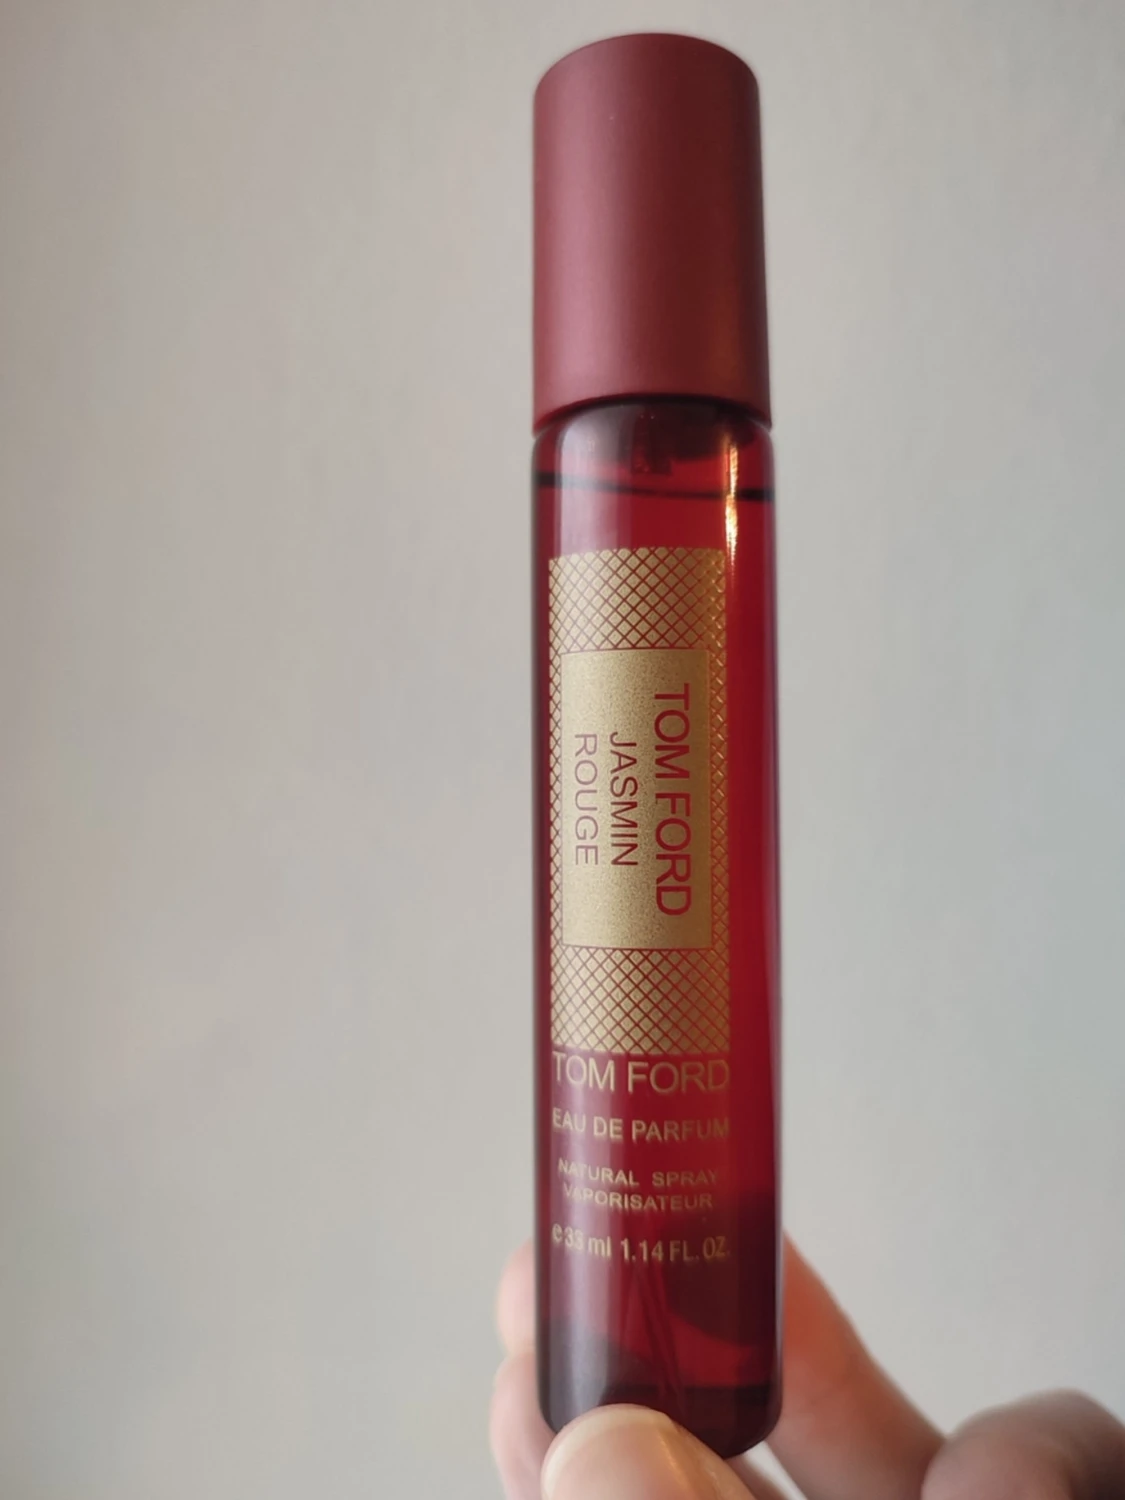 TOM FORD
JASMIN
ROUGE
TOM FORD
EAU DE PARFUM
NATURAL SPRAY
VAPORISATEUR
e 33 ml 1.14 FL. OZ.